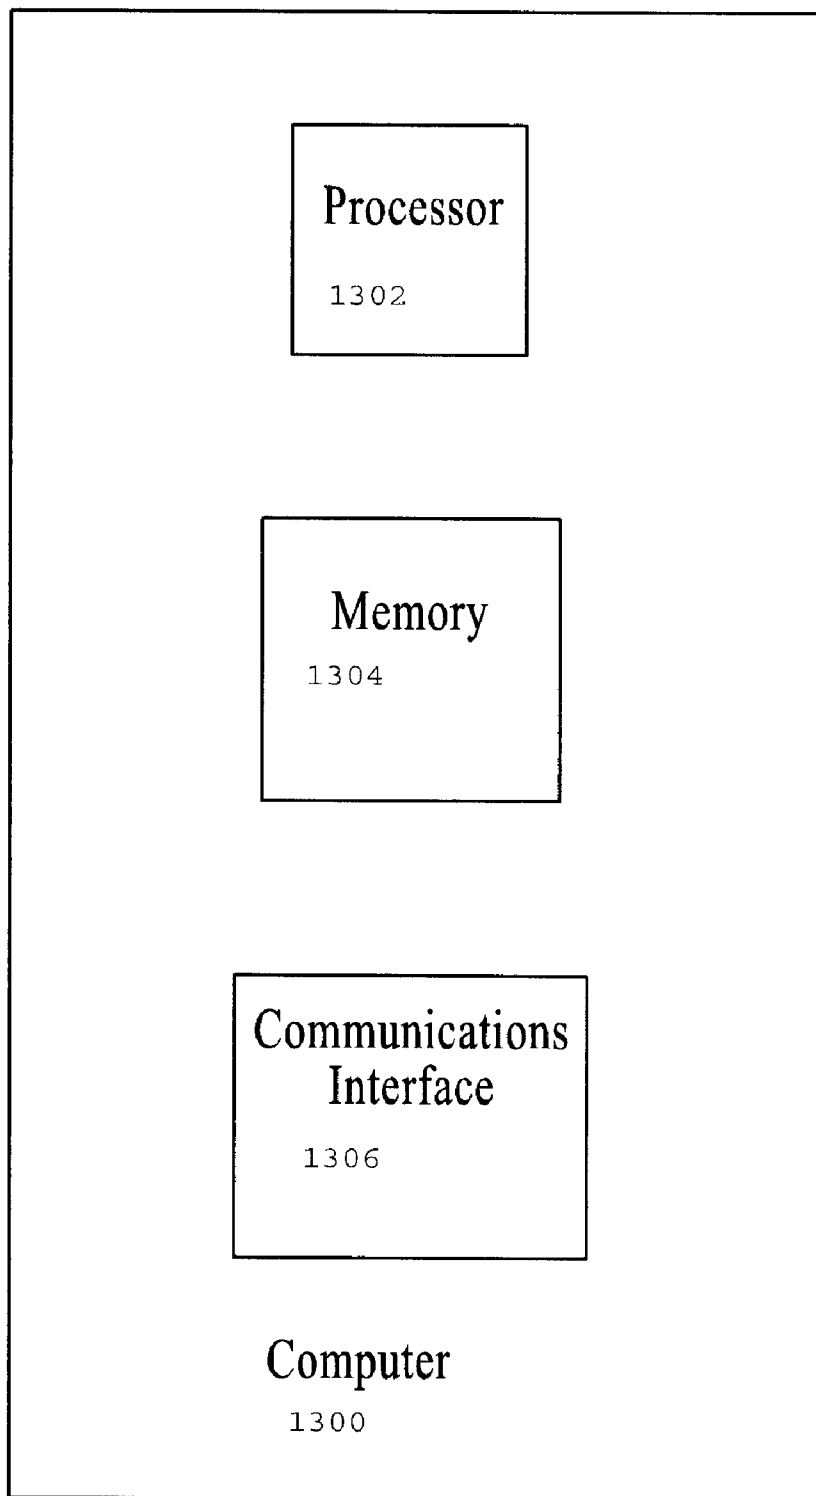 Processor
1302
Memory
1304
Communications
Interface
1306
Computer
1300